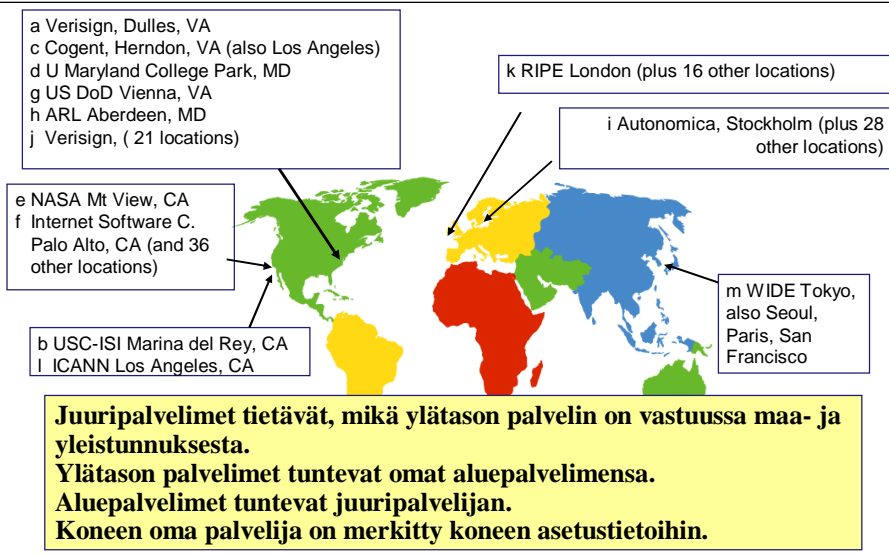 a Verisign, Dulles, VA
c Cogent, Herndon, VA (also Los Angeles)
d U Maryland College Park, MD
g US DoD Vienna, VA
h ARL Aberdeen, MD
j Verisign, ( 21 locations)
k RIPE London (plus 16 other locations)
i Autonomica, Stockholm (plus 28
other locations)
e NASA Mt View, CA
f Internet Software C.
Palo Alto, CA (and 36
other locations)
m WIDE Tokyo,
also Seoul,
Paris, San
Francisco
b USC-ISI Marina del Rey, CA
l ICANN Los Angeles, CA
Juuripalvelimet tietävät, mikä ylätason palvelin on vastuussa maa- ja
yleistunnuksesta.
Ylätason palvelimet tuntevat omat aluepalvelimensa.
Aluepalvelimet tuntevat juuripalvelijan.
Koneen oma palvelija on merkitty koneen asetustietoihin.